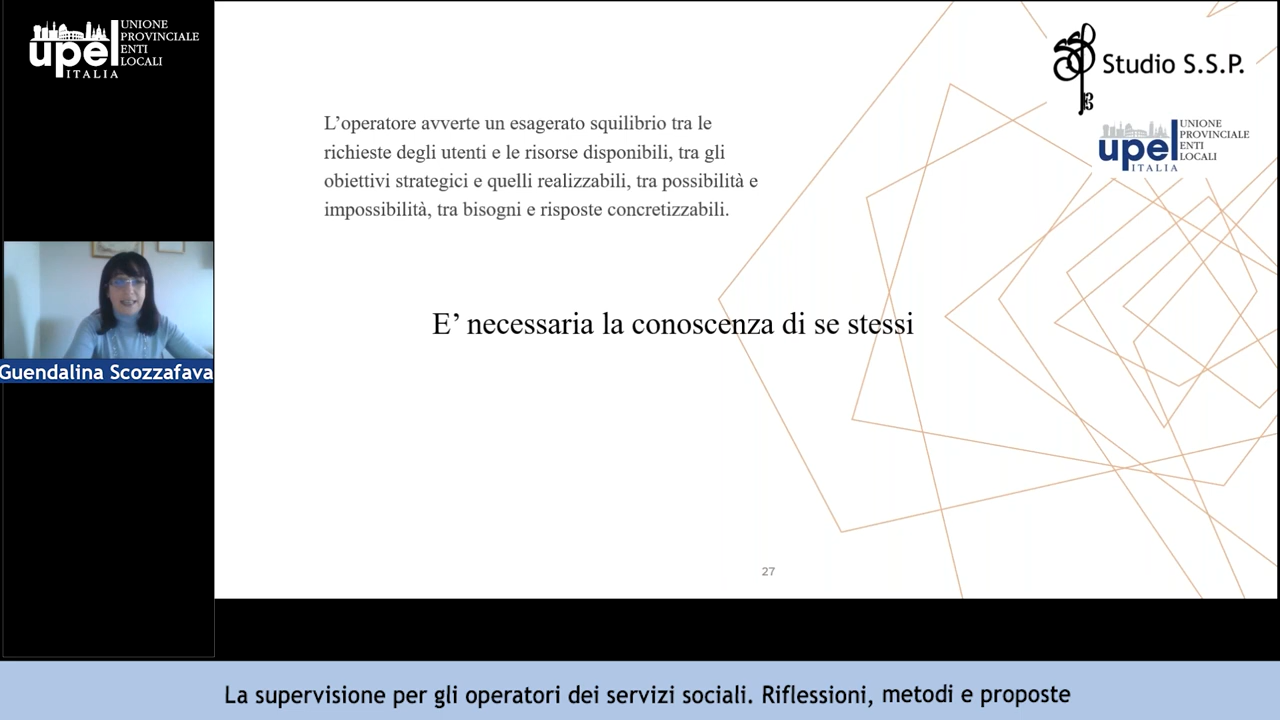 upel
ITALIA
UNIONE
PROVINCIALE
ENTI
LOCALI
Studio S.S.P.
upel
ITALIA
UNIONE
PROVINCIALE
ENTI
LOCALI
L'operatore avverte un esagerato squilibrio tra le
richieste degli utenti e le risorse disponibili, tra gli
obiettivi strategici e quelli realizzabili, tra possibilità e
impossibilità, tra bisogni e risposte concretizzabili.
E' necessaria la conoscenza di se stessi
Guendalina Scozzafava
27
La supervisione per gli operatori dei servizi sociali. Riflessioni, metodi e proposte